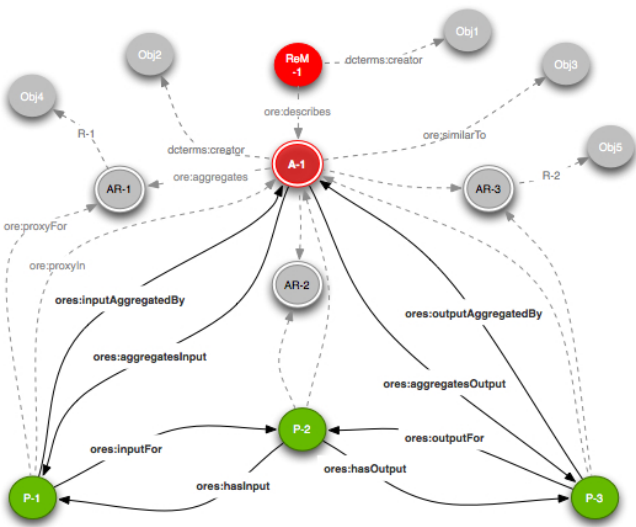 Obj1
Obj2
ReM
-1
dcterms:creator
Obj3
Obj4
ore:describes
R-1
dcterms:creator
ore:similarTo
Obj5
A-1
ore:aggregates
AR-1
AR-3
R-2
ore:proxyFor
ore:proxyIn
AR-2
ores:inputAggregatedBy
ores:outputAggregatedBy
ores:aggregatesInput
ores:aggregatesOutput
P-2
ores:inputFor
ores:outputFor
ores:hasInput
ores:hasOutput
P-1
P-3